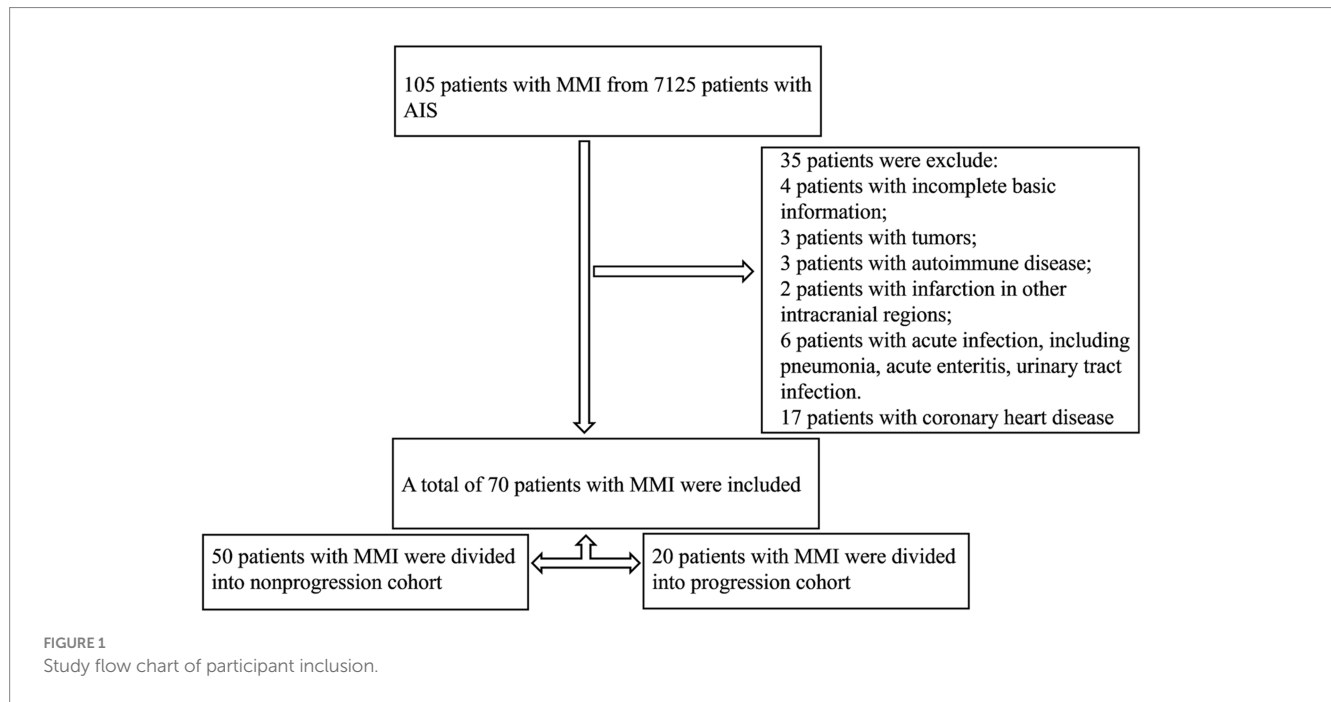 105 patients with MMI from 7125 patients with
AIS
35 patients were exclude:
4 patients with incomplete basic
information;
3 patients with tumors;
3 patients with autoimmune disease;
2 patients with infarction in other
intracranial regions;
6 patients with acute infection, including
pneumonia, acute enteritis, urinary tract
infection.
17 patients with coronary heart disease
A total of 70 patients with MMI were included
50 patients with MMI were divided
into nonprogression cohort
20 patients with MMI were divided
into progression cohort
FIGURE 1
Study flow chart of participant inclusion.